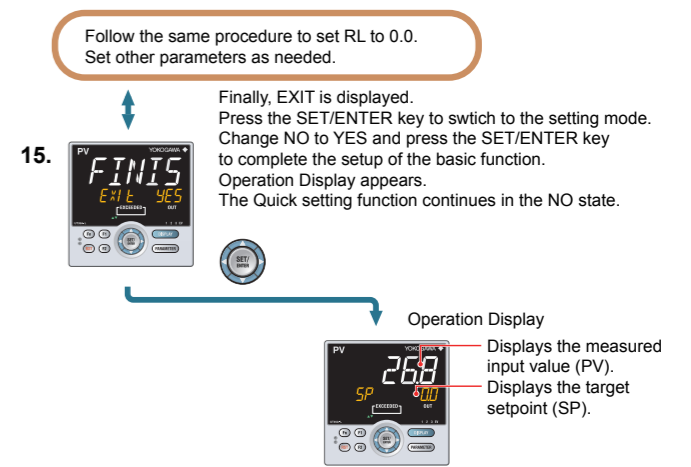 Follow the same procedure to set RL to 0.0.
Set other parameters as needed.
Finally, EXIT is displayed.
Press the SET/ENTER key to swtich to the setting mode.
Change NO to YES and press the SET/ENTER key
to complete the setup of the basic function.
Operation Display appears.
The Quick setting function continues in the NO state.
15.
PV YOKOGAWA
FINIS
EXIT YES
EXCEEDED OUT
SET/
ENTER
DISPLAY
PARAMETER
SET/
ENTER
Operation Display
PV YOKOGAWA
26.8
SP 0.0
EXCEEDED OUT
SET/
ENTER
DISPLAY
PARAMETER
Displays the measured
input value (PV).
Displays the target
setpoint (SP).